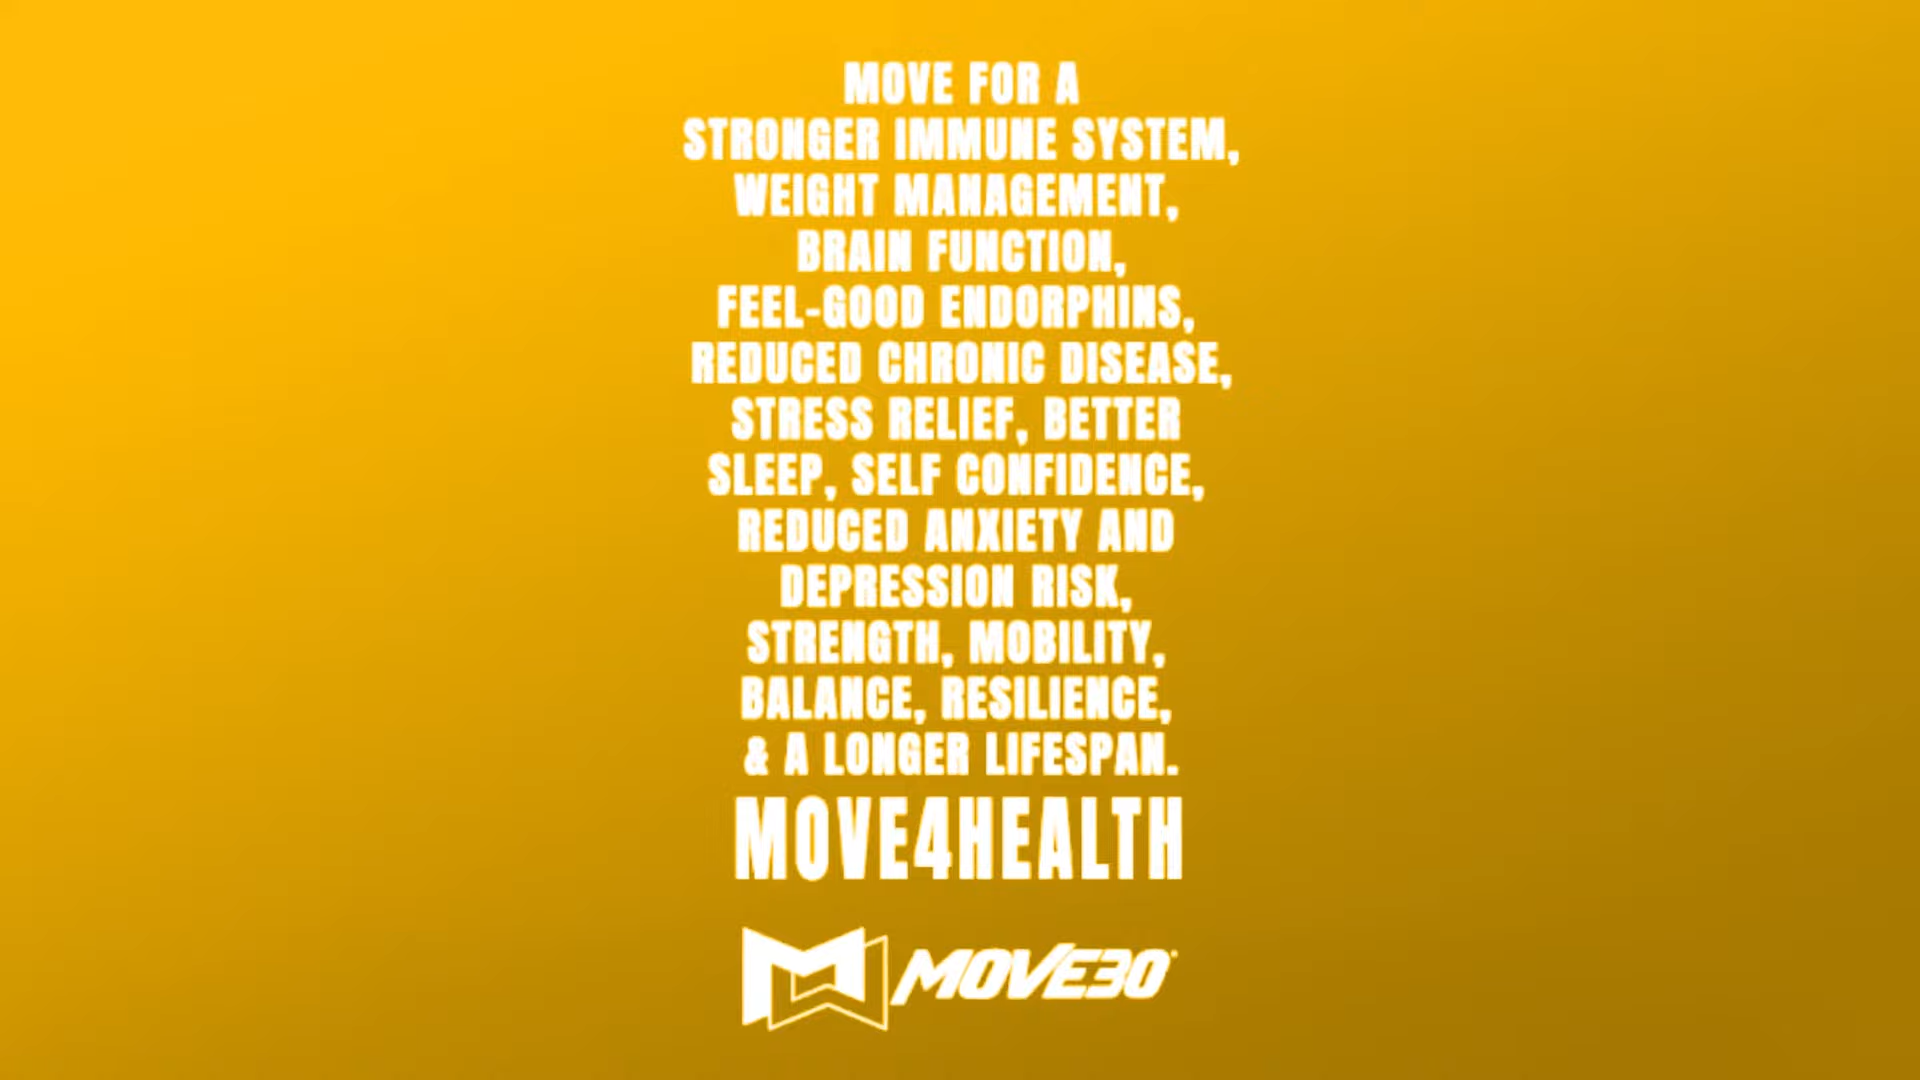 MOVE FOR A
STRONGER IMMUNE SYSTEM,
WEIGHT MANAGEMENT,
BRAIN FUNCTION,
FEEL-GOOD ENDORPHINS,
REDUCED CHRONIC DISEASE,
STRESS RELIEF, BETTER
SLEEP, SELF CONFIDENCE,
REDUCED ANXIETY AND
DEPRESSION RISK,
STRENGTH, MOBILITY,
BALANCE, RESILIENCE,
& A LONGER LIFESPAN.
MOVE4HEALTH
MOVE30